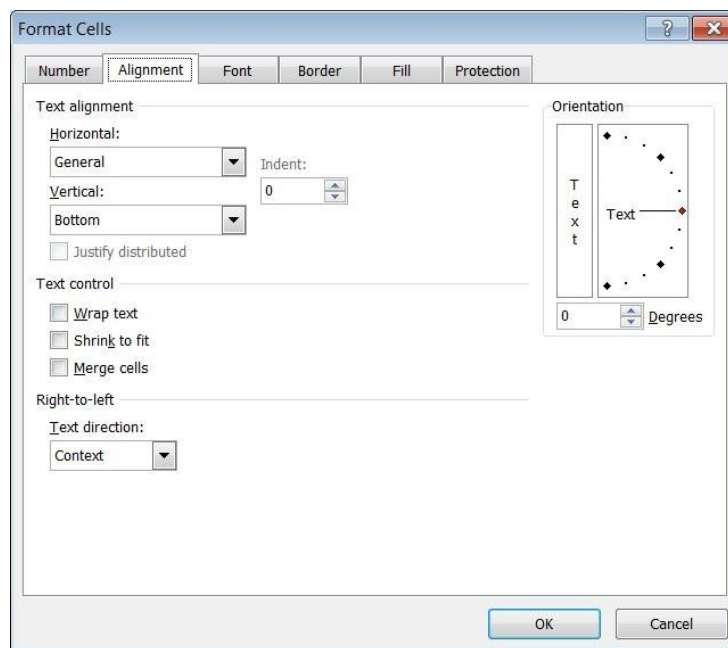 Format Cells
Number Alignment Font Border Fill Protection
Text alignment
Horizontal:
General
Indent:
0
Vertical:
Bottom
Justify distributed
Text control
Wrap text
Shrink to fit
Merge cells
Right-to-left
Text direction:
Context
Orientation
Text
Text
0 Degrees
OK Cancel